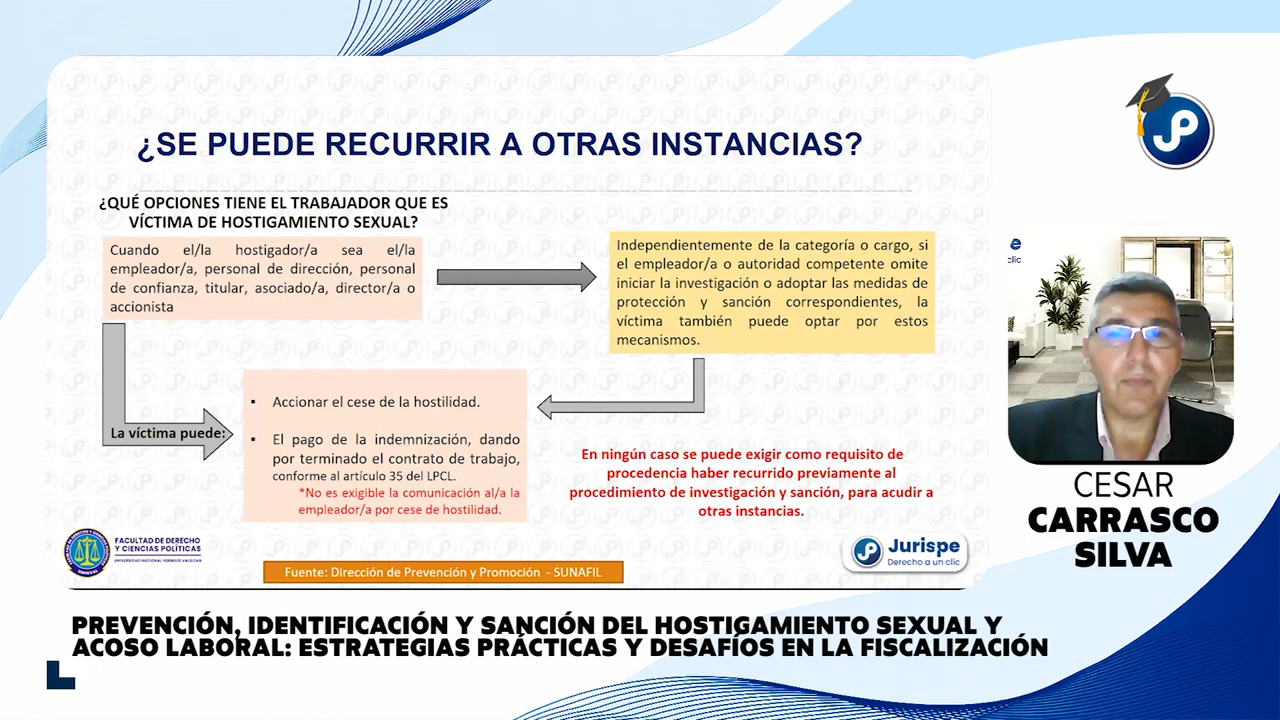 ¿SE PUEDE RECURRIR A OTRAS INSTANCIAS?
¿QUÉ OPCIONES TIENE EL TRABAJADOR QUE ES
VÍCTIMA DE HOSTIGAMIENTO SEXUAL?
Cuando el/la hostigador/a sea el/la
empleador/a, personal de dirección, personal
de confianza, titular, asociado/a, director/a o
accionista
Independientemente de la categoría o cargo, si
el empleador/a o autoridad competente omite
iniciar la investigación o adoptar las medidas de
protección y sanción correspondientes, la
víctima también puede optar por estos
mecanismos.
La víctima puede:
▪ Accionar el cese de la hostilidad.
▪ El pago de la indemnización, dando
por terminado el contrato de trabajo,
conforme al artículo 35 del LPCL.
*No es exigible la comunicación al/a la
empleador/a por cese de hostilidad.
En ningún caso se puede exigir como requisito de
procedencia haber recurrido previamente al
procedimiento de investigación y sanción, para acudir a
otras instancias.
FACULTAD DE DERECHO
Y CIENCIAS POLÍTICAS
UNIVERSIDAD NACIONAL HERMILIO VALDIZAN
Fuente: Dirección de Prevención y Promoción - SUNAFIL
JP Jurispe
Derecho a un clic
JP
e
clic
CESAR
CARRASCO
SILVA
PREVENCIÓN, IDENTIFICACIÓN Y SANCIÓN DEL HOSTIGAMIENTO SEXUAL Y
ACOSO LABORAL: ESTRATEGIAS PRÁCTICAS Y DESAFÍOS EN LA FISCALIZACIÓN